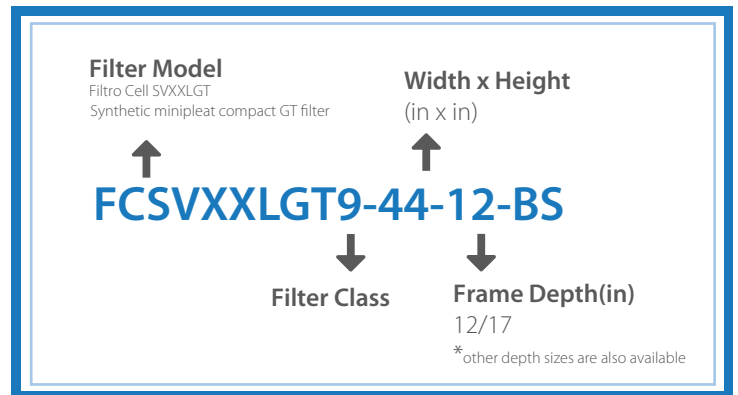 Filter Model
Filtro Cell SVXXLGT
Synthetic minipleat compact GT filter
Width x Height
(in x in)
FCSVXXLGT9-44-12-BS
Filter Class
Frame Depth(in)
12/17
*other depth sizes are also available